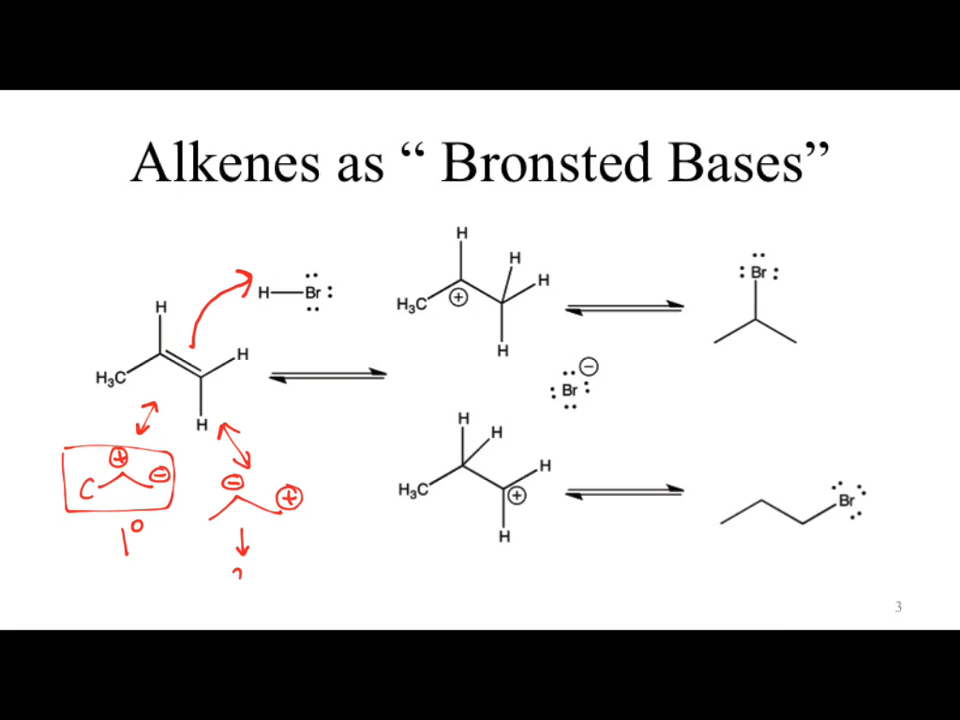 Alkenes as “ Bronsted Bases”
H
H
H
H
H—Br
H₃C
H
Br
H
H₃C
H
H
Br
⊖
H
H
H
H₃C
H
Br
C ⊕ ⊖
⊖ ⊕
1°
3